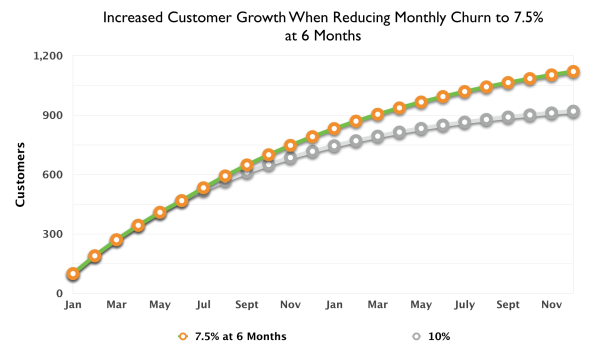 Increased Customer Growth When Reducing Monthly Churn to 7.5%
at 6 Months
1,200
900
600
300
0
Customers
Jan Mar May Jul Sept Nov Jan Mar May July Sept Nov
7.5% at 6 Months 10%